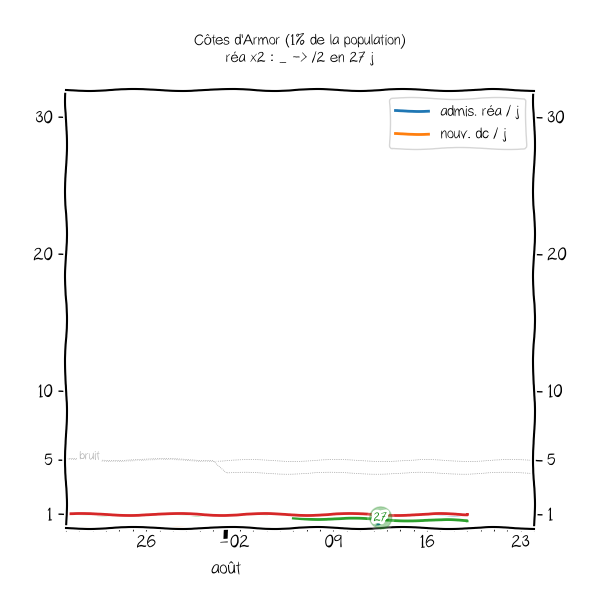 Côtes d'Armor (1% de la population)
réa x2 : _ -> /2 en 27 j
admis. réa / j
nouv. dc / j
30
30
20
20
10
10
5
bruit
5
1
27
1
26
02
09
16
23
août